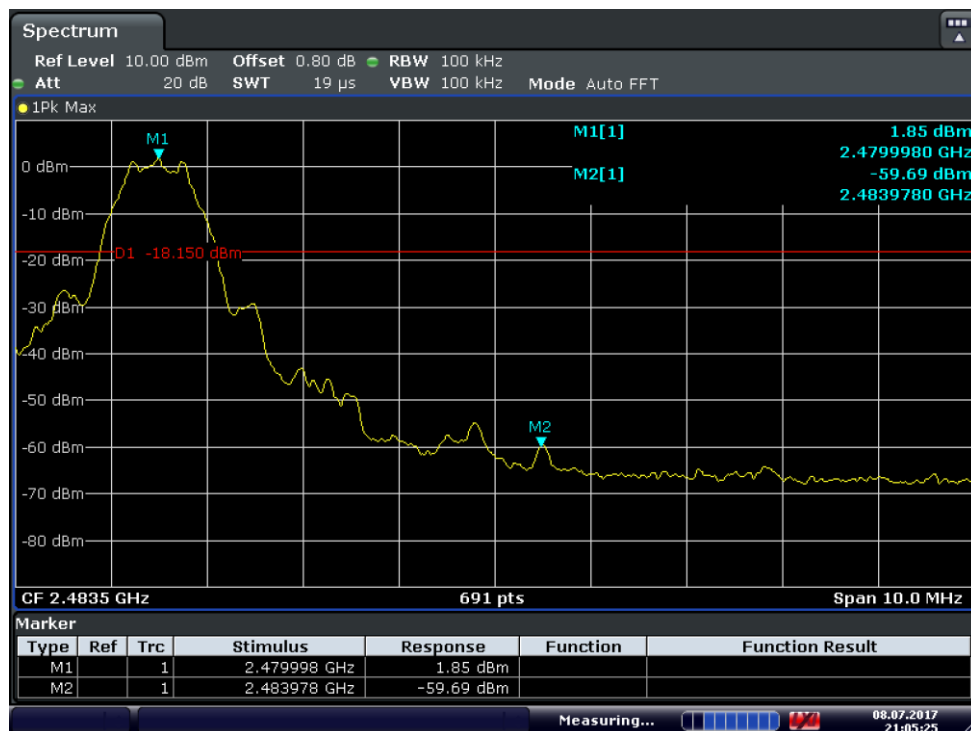 Spectrum
Ref Level 10.00 dBm Offset 0.80 dB RBW 100 kHz
Att 20 dB SWT 19 µs VBW 100 kHz Mode Auto FFT
1Pk Max
M1[1] 1.85 dBm
2.4799980 GHz
M2[1] -59.69 dBm
2.4839780 GHz
M1
0 dBm
-10 dBm
D1 -18.150 dBm
-20 dBm
-30 dBm
-40 dBm
-50 dBm
M2
-60 dBm
-70 dBm
-80 dBm
CF 2.4835 GHz 691 pts Span 10.0 MHz
Marker
Type Ref Trc Stimulus Response Function Function Result
M1 1 2.479998 GHz 1.85 dBm
M2 1 2.483978 GHz -59.69 dBm
Measuring... 08.07.2017
21:05:25